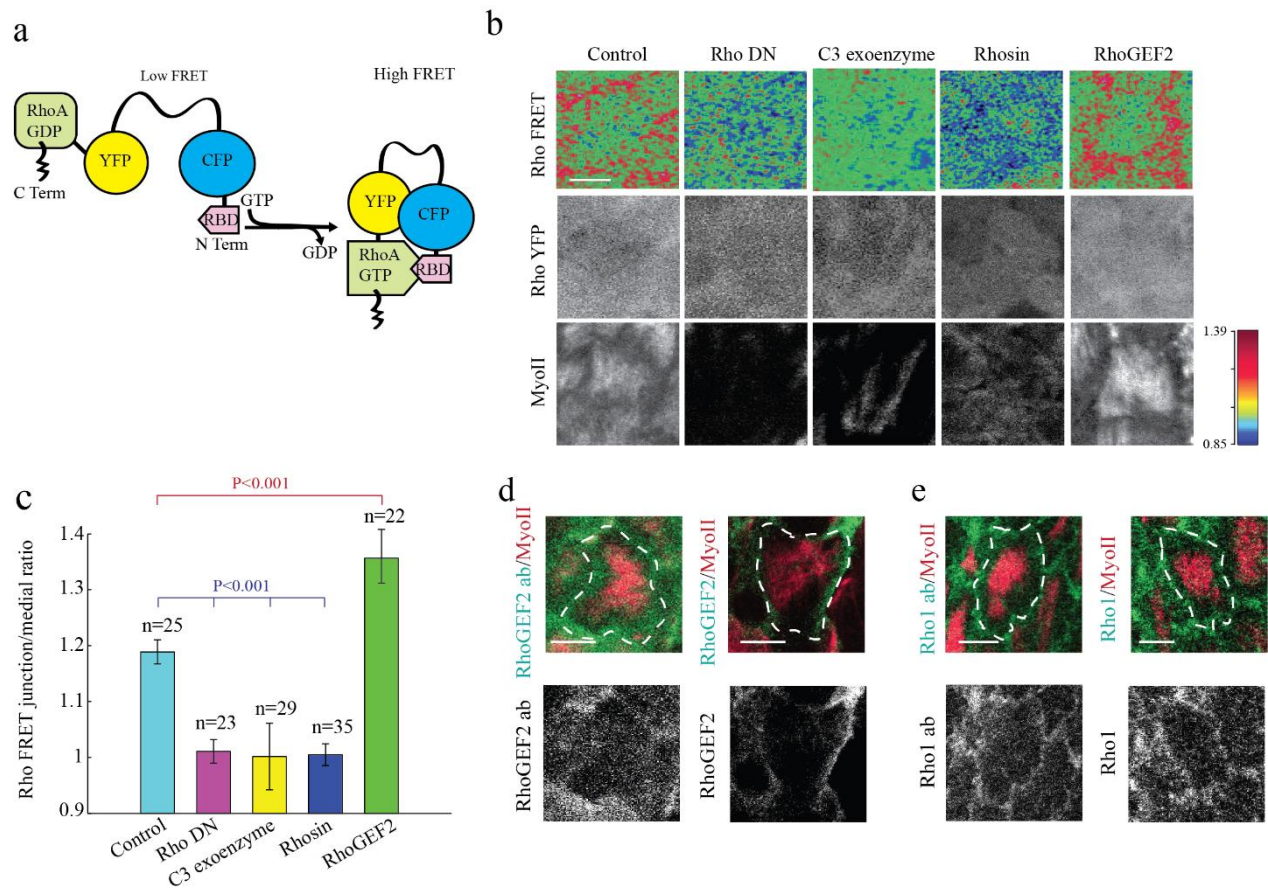 a
Low FRET
High FRET
RhoA
GDP
YFP
CFP
C Term
RBD
GTP
N Term
GDP
YFP
CFP
RhoA
GTP
RBD
b
Control
Rho DN
C3 exoenzyme
Rhosin
RhoGEF2
Rho FRET
Rho YFP
MyoII
1.39
0.85
c
P<0.001
P<0.001
n=25
n=23
n=29
n=35
n=22
Rho FRET junction/medial ratio
1.4
1.3
1.2
1.1
1
0.9
Control
Rho DN
C3 exoenzyme
Rhosin
RhoGEF2
d
RhoGEF2 ab/MyoII
RhoGEF2/MyoII
RhoGEF2 ab
RhoGEF2
e
Rho1 ab/MyoII
Rho1/MyoII
Rho1 ab
Rho1